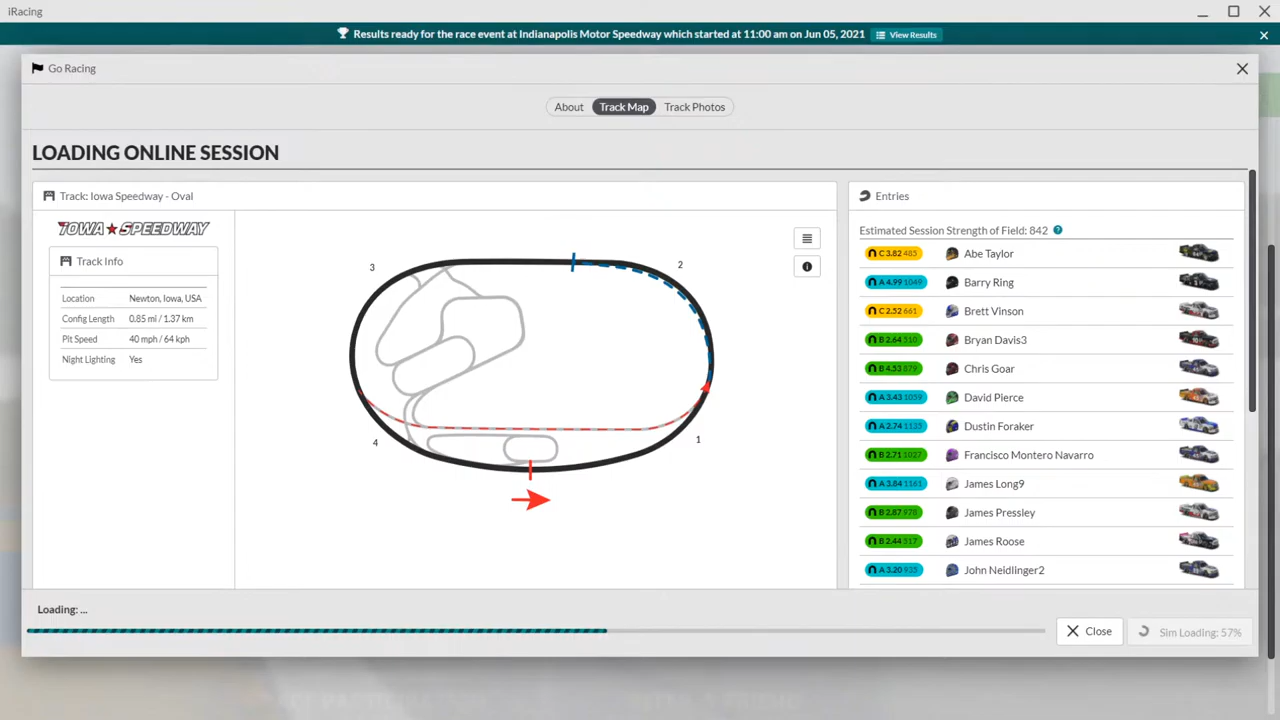 iRacing
Results ready for the race event at Indianapolis Motor Speedway which started at 11:00 am on Jun 05, 2021 View Results
Go Racing
About Track Map Track Photos
LOADING ONLINE SESSION
Track: Iowa Speedway - Oval
IOWA SPEEDWAY
Track Info
Location Newton, Iowa, USA
Config Length 0.85 mi / 1.37 km
Pit Speed 40 mph / 64 kph
Night Lighting Yes
3
2
4
1
Entries
Estimated Session Strength of Field: 842
C 3.82 485 Abe Taylor
A 4.99 1049 Barry Ring
C 2.52 661 Brett Vinson
B 2.64 510 Bryan Davis3
B 4.53 879 Chris Goar
A 3.43 1059 David Pierce
A 2.74 1135 Dustin Foraker
B 2.71 1027 Francisco Montero Navarro
A 3.84 1161 James Long9
B 2.87 978 James Pressley
B 2.44 517 James Roose
A 3.20 935 John Neidlinger2
Loading: ...
Close
Sim Loading: 57%